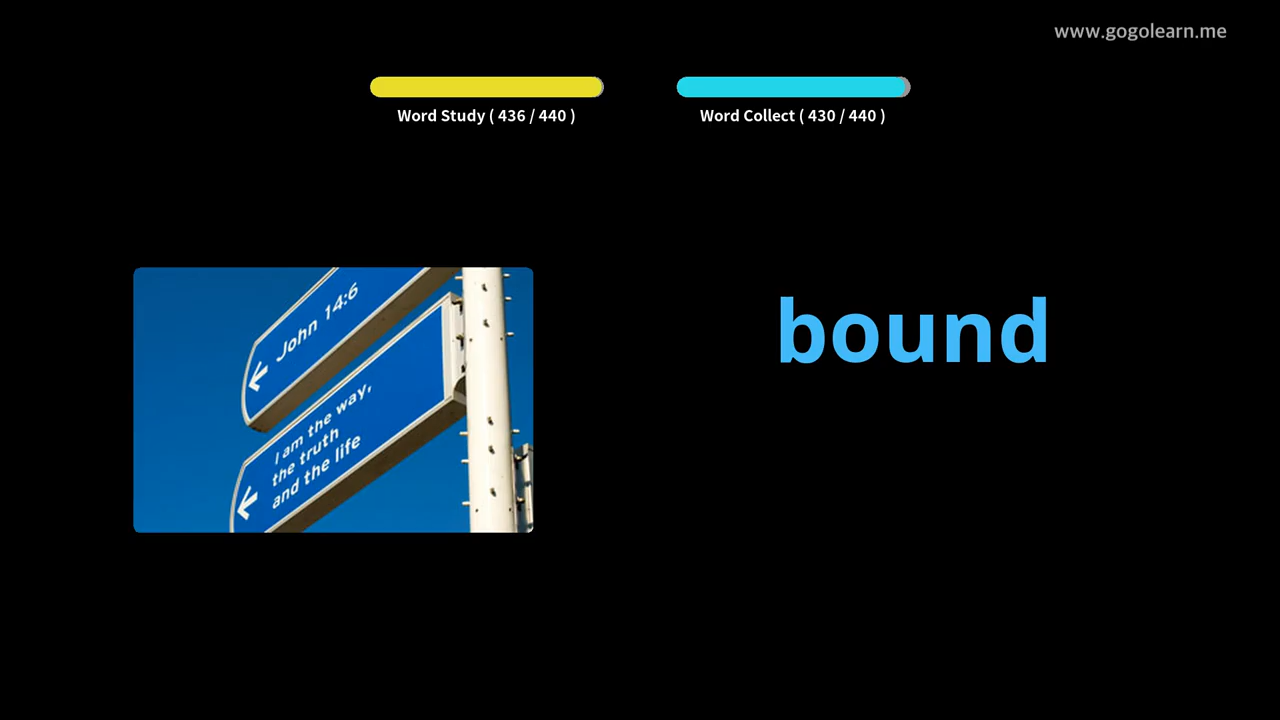 www.gogolearn.me
Word Study ( 436 / 440 )
Word Collect ( 430 / 440 )
John 14:6
I am the way,
the truth
and the life
bound